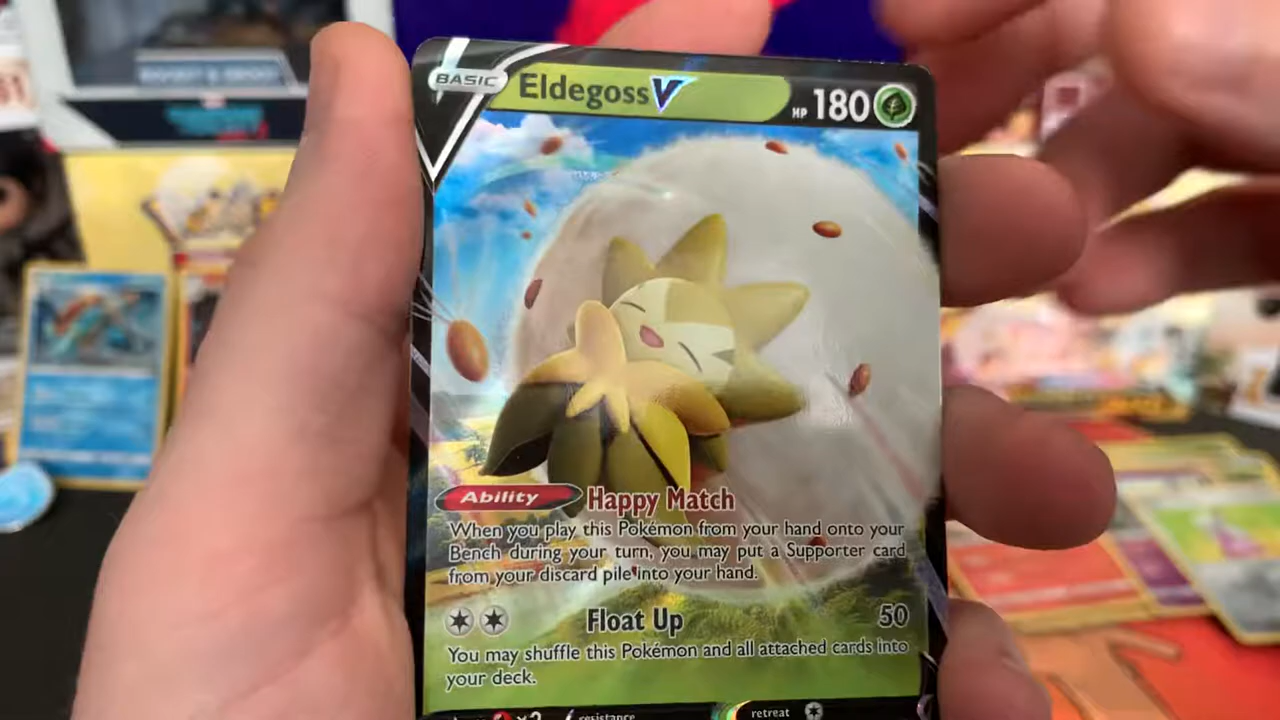 BASIC
Eldegoss V
HP 180
Ability Happy Match
When you play this Pokémon from your hand onto your
Bench during your turn, you may put a Supporter card
from your discard pile into your hand.
Float Up 50
You may shuffle this Pokémon and all attached cards into
your deck.
×2 resistance retreat